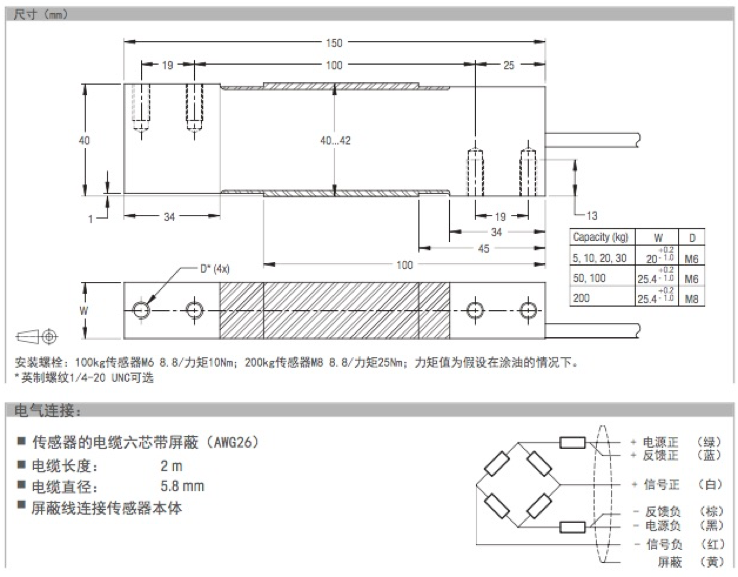 尺寸（mm）
150
19
100
25
40
40...42
1
34
19
13
34
45
100
Capacity (kg) W D
5, 10, 20, 30 20 +0.2 -1.0 M6
50, 100 25.4 +0.2 -1.0 M6
200 25.4 +0.2 -1.0 M8
D* (4x)
W
安装螺栓：100kg传感器M6 8.8/力矩10Nm；200kg传感器M8 8.8/力矩25Nm；力矩值为假设在涂油的情况下。
*英制螺纹1/4-20 UNC可选
电气连接：
■ 传感器的电缆六芯带屏蔽（AWG26）
■ 电缆长度： 2 m
■ 电缆直径： 5.8 mm
■ 屏蔽线连接传感器本体
+ 电源正 （绿）
+ 反馈正 （蓝）
+ 信号正 （白）
- 反馈负 （棕）
- 电源负 （黑）
- 信号负 （红）
屏蔽 （黄）